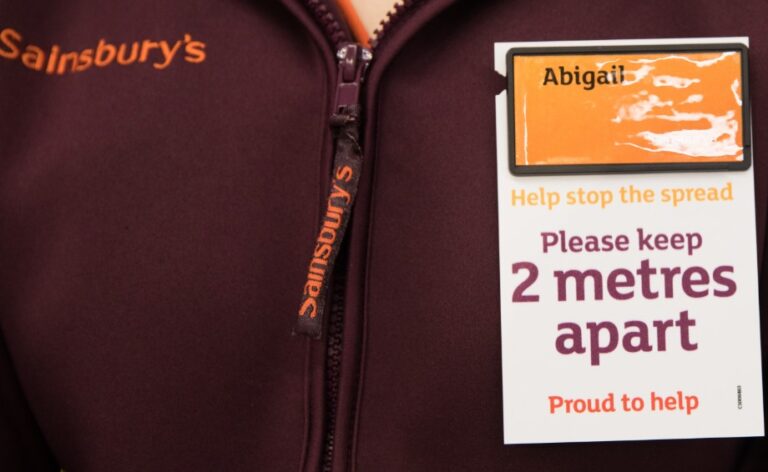 Sainsbury's
Sainsbury's
Abigail
Help stop the spread
Please keep
2 metres
apart
Proud to help